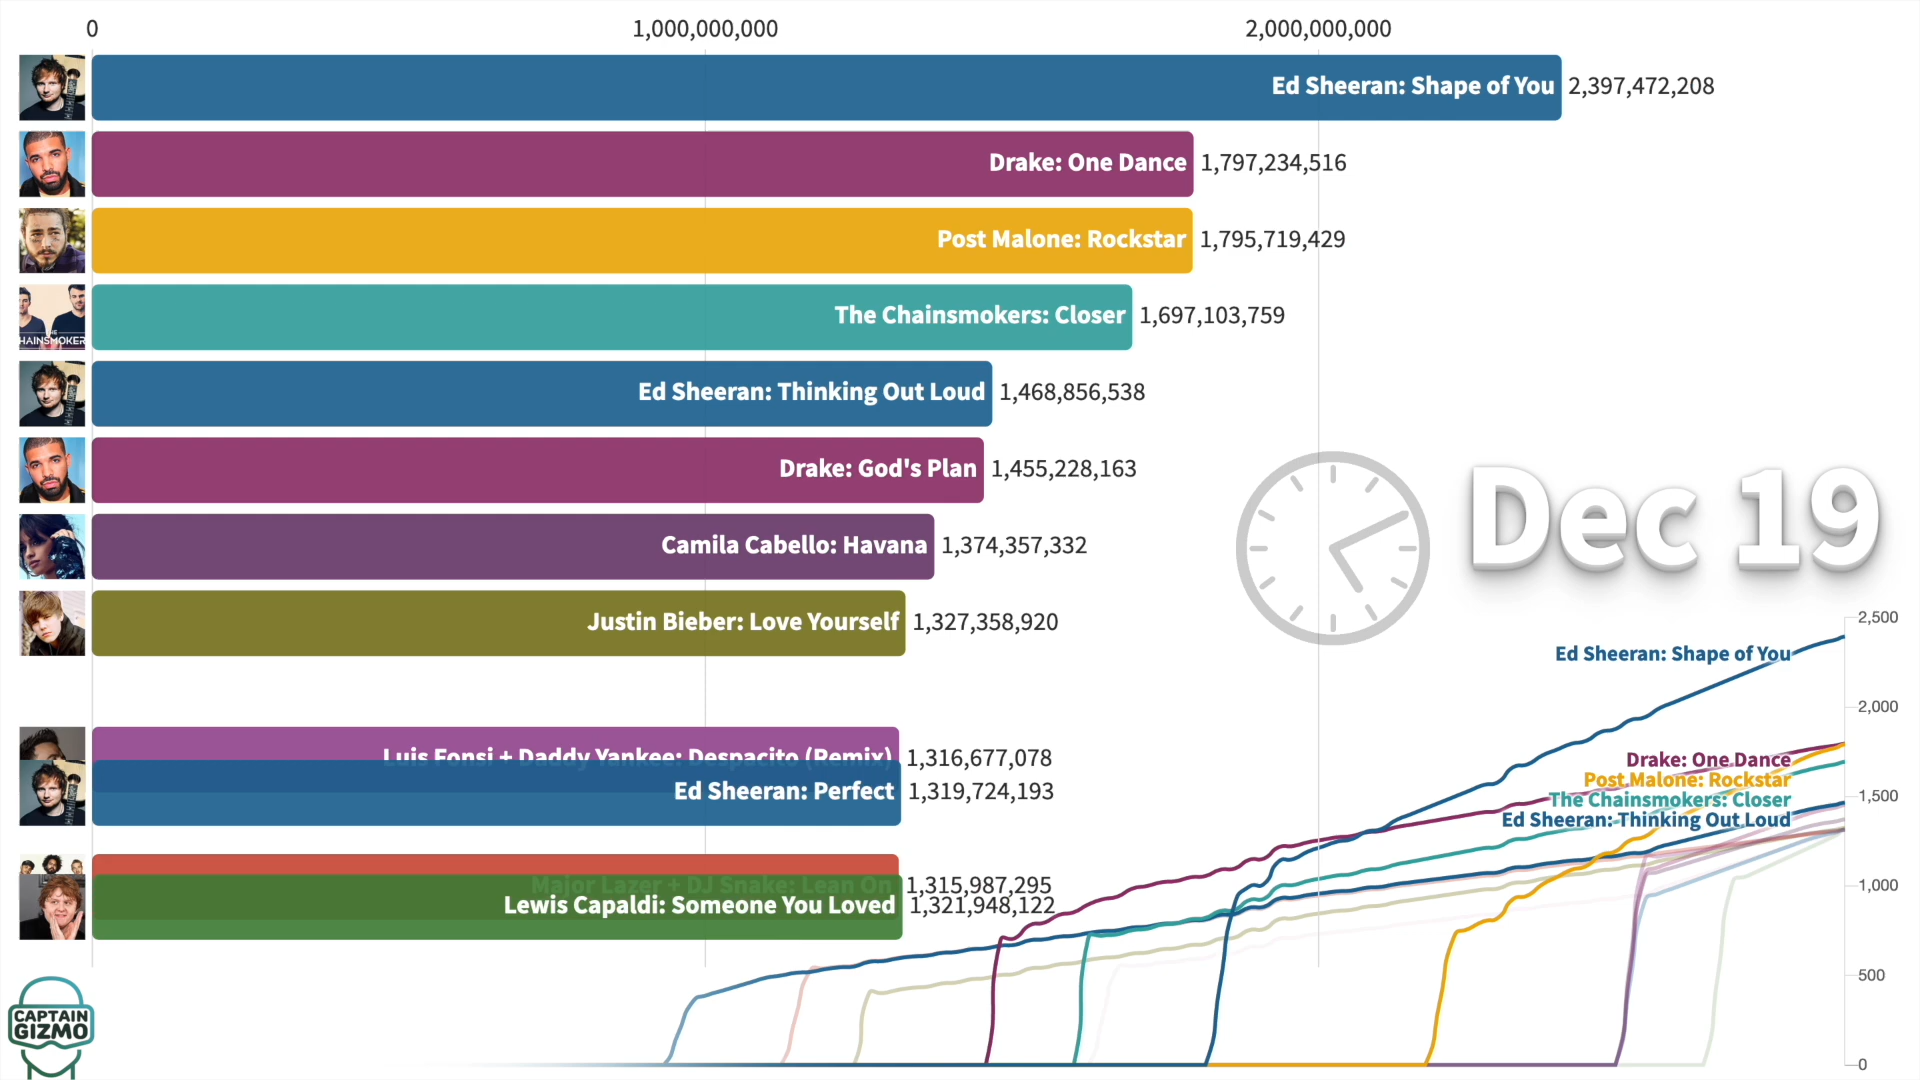 0 1,000,000,000 2,000,000,000
Ed Sheeran: Shape of You 2,397,472,208
Drake: One Dance 1,797,234,516
Post Malone: Rockstar 1,795,719,429
The Chainsmokers: Closer 1,697,103,759
HAINSMOKER
Ed Sheeran: Thinking Out Loud 1,468,856,538
Drake: God's Plan 1,455,228,163
Camila Cabello: Havana 1,374,357,332
Justin Bieber: Love Yourself 1,327,358,920
Luis Fonsi + Daddy Yankee: Despacito (Remix) 1,316,677,078
Ed Sheeran: Perfect 1,319,724,193
Major Lazer + DJ Snake: Lean On 1,315,987,295
Lewis Capaldi: Someone You Loved 1,321,948,122
Dec 19
2,500
Ed Sheeran: Shape of You
2,000
Drake: One Dance
Post Malone: Rockstar
1,500
The Chainsmokers: Closer
Ed Sheeran: Thinking Out Loud
1,000
500
0
CAPTAIN
GIZMO